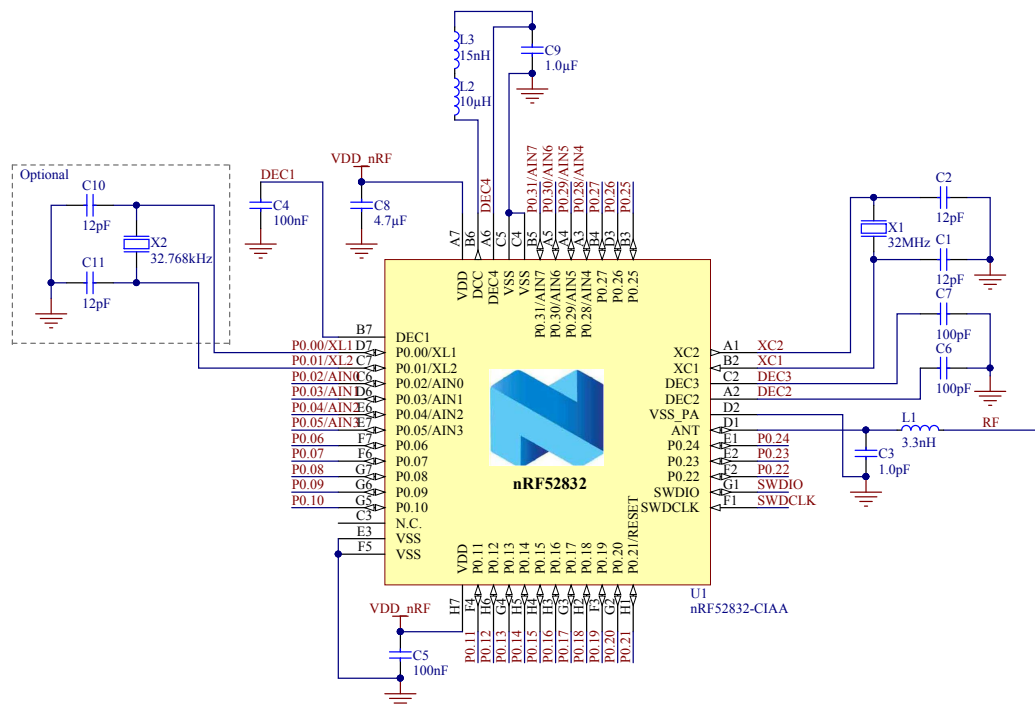 L3
15nH
L2
10µH
C9
1.0µF
VDD_nRF
C8
4.7µF
DEC1
C4
100nF
Optional
C10
12pF
X2
32.768kHz
C11
12pF
DEC4
P0.31/AIN7
P0.30/AIN6
P0.29/AIN5
P0.28/AIN4
P0.27
P0.26
P0.25
A7
B6
A6
C5
C4
B5
A5
A4
A3
B4
D3
B3
VDD
DCC
DEC4
VSS
VSS
P0.31/AIN7
P0.30/AIN6
P0.29/AIN5
P0.28/AIN4
P0.27
P0.26
P0.25
C2
12pF
X1
32MHz
C1
12pF
C7
100pF
C6
100pF
B7 DEC1
P0.00/XL1 D7 P0.00/XL1
P0.01/XL2 C7 P0.01/XL2
P0.02/AIN0 C6 P0.02/AIN0
P0.03/AIN1 D6 P0.03/AIN1
P0.04/AIN2 E6 P0.04/AIN2
P0.05/AIN3 E7 P0.05/AIN3
P0.06 F7 P0.06
P0.07 F6 P0.07
P0.08 G7 P0.08
P0.09 G6 P0.09
P0.10 G5 P0.10
C3 N.C.
E3 VSS
F5 VSS
nRF52832
XC2 A1 XC2
XC1 B2 XC1
DEC3 C2 DEC3
DEC2 A2 DEC2
VSS_PA D2
ANT D1
P0.24 E1 P0.24
P0.23 E2 P0.23
P0.22 F2 P0.22
SWDIO G1 SWDIO
SWDCLK F1 SWDCLK
L1
3.3nH
RF
C3
1.0pF
VDD
P0.11
P0.12
P0.13
P0.14
P0.15
P0.16
P0.17
P0.18
P0.19
P0.20
P0.21/RESET
U1
nRF52832-CIAA
H7
F4
H6
G4
H5
H4
H3
G3
H2
F3
G2
H1
P0.11
P0.12
P0.13
P0.14
P0.15
P0.16
P0.17
P0.18
P0.19
P0.20
P0.21
VDD_nRF
C5
100nF